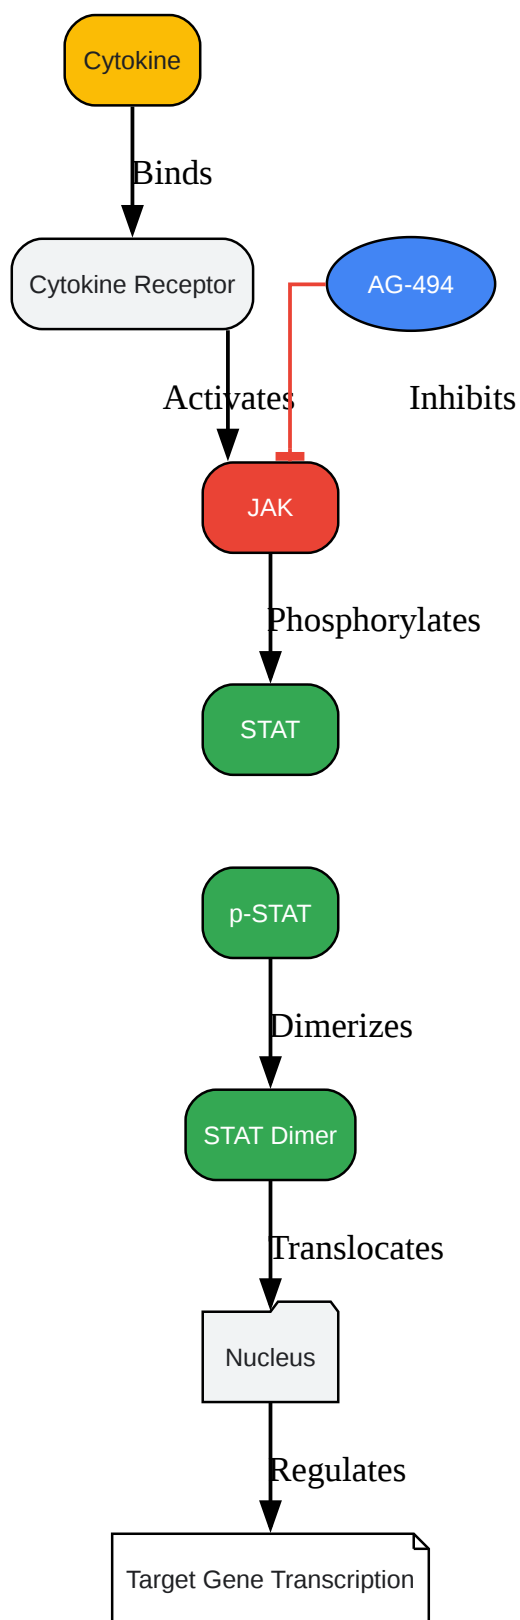 Cytokine
Binds
Cytokine Receptor
AG-494
Activates
Inhibits
JAK
Phosphorylates
STAT
p-STAT
Dimerizes
STAT Dimer
Translocates
Nucleus
Regulates
Target Gene Transcription